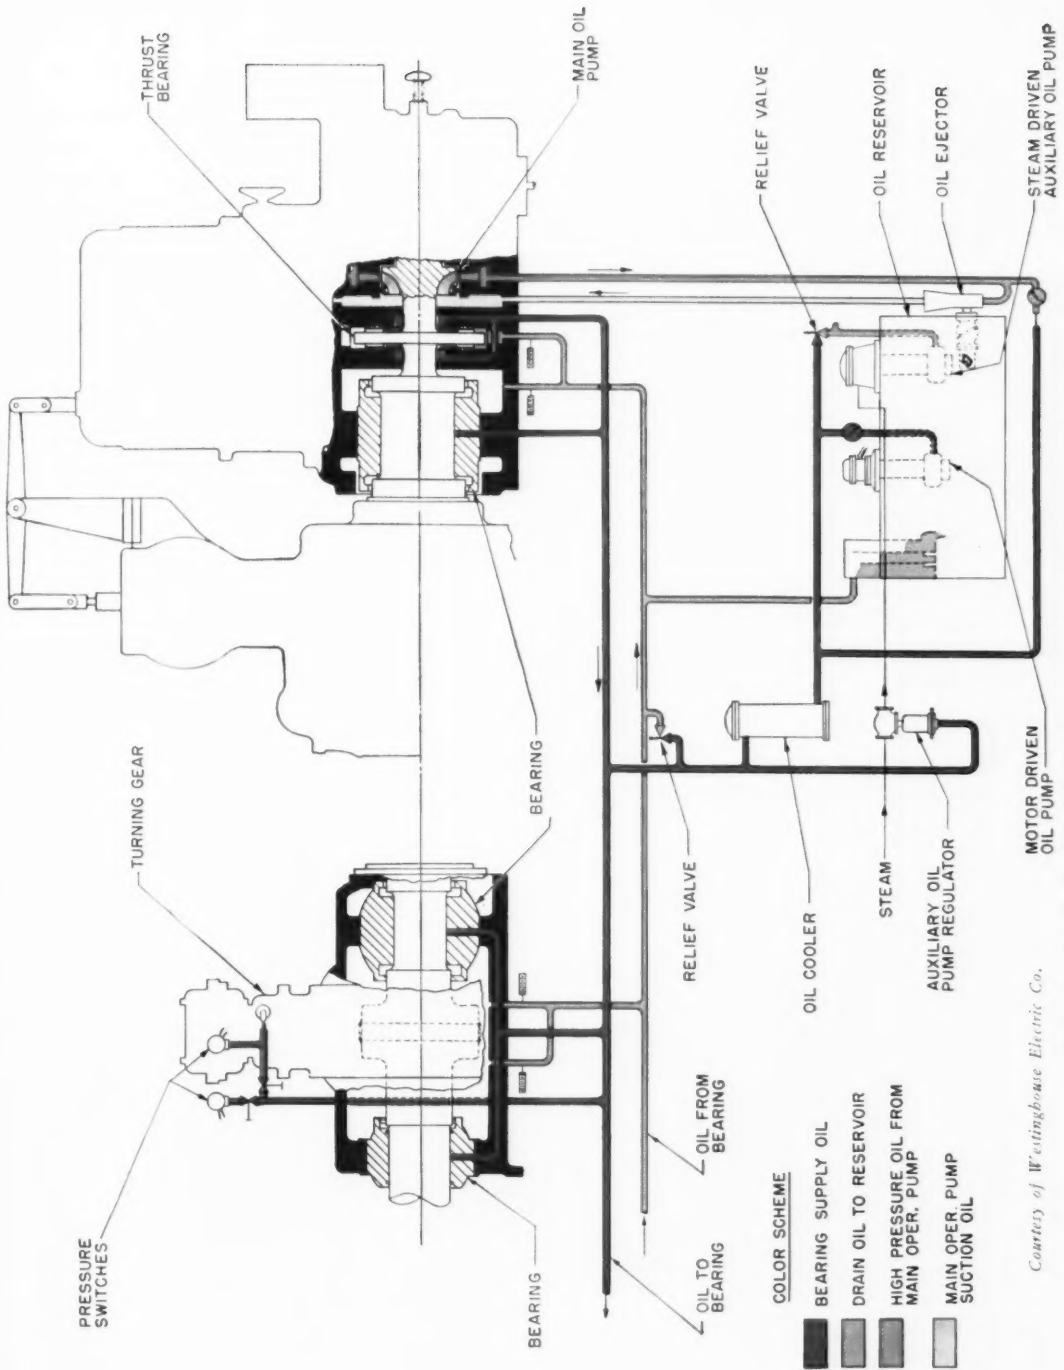 PRESSURE
SWITCHES
TURNING GEAR
THRUST
BEARING
MAIN OIL
PUMP
BEARING
BEARING
OIL TO
BEARING
OIL FROM
BEARING
RELIEF VALVE
OIL COOLER
STEAM
AUXILIARY OIL
PUMP REGULATOR
MOTOR DRIVEN
OIL PUMP
RELIEF VALVE
OIL RESERVOIR
OIL EJECTOR
STEAM DRIVEN
AUXILIARY OIL PUMP
COLOR SCHEME
BEARING SUPPLY OIL
DRAIN OIL TO RESERVOIR
HIGH PRESSURE OIL FROM
MAIN OPER. PUMP
MAIN OPER. PUMP
SUCTION OIL
Courtesy of Westinghouse Electric Co.